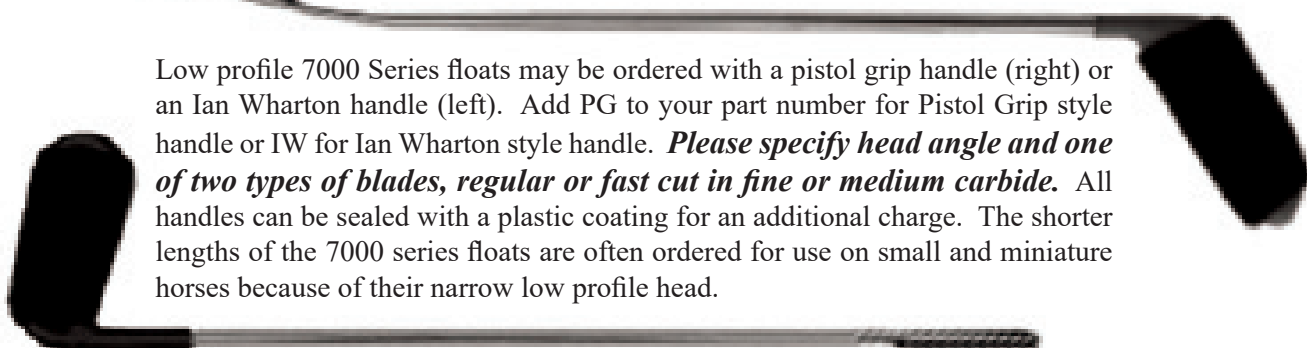 Low profile 7000 Series floats may be ordered with a pistol grip handle (right) or
an Ian Wharton handle (left).  Add PG to your part number for Pistol Grip style
handle or IW for Ian Wharton style handle.  Please specify head angle and one
of two types of blades, regular or fast cut in fine or medium carbide.  All
handles can be sealed with a plastic coating for an additional charge.  The shorter
lengths of the 7000 series floats are often ordered for use on small and miniature
horses because of their narrow low profile head.